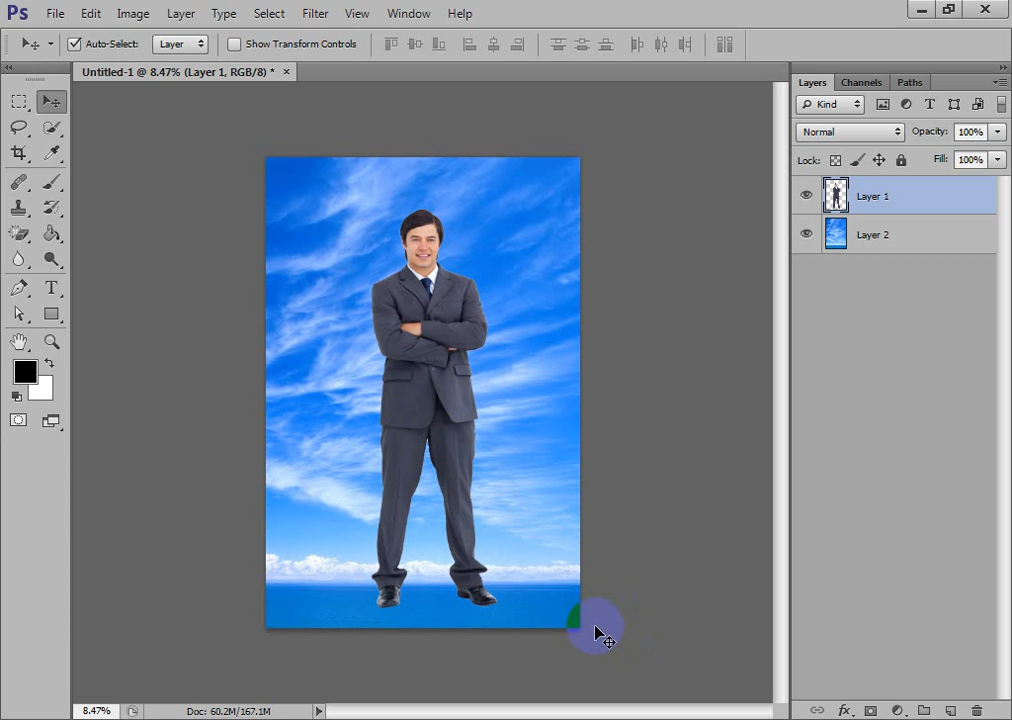 Ps File Edit Image Layer Type Select Filter View Window Help
Auto-Select: Layer Show Transform Controls
Untitled-1 @ 8.47% (Layer 1, RGB/8) * ×
Layers Channels Paths
Kind
Normal Opacity: 100%
Lock: Fill: 100%
Layer 1
Layer 2
8.47% Doc: 60.2M/167.1M